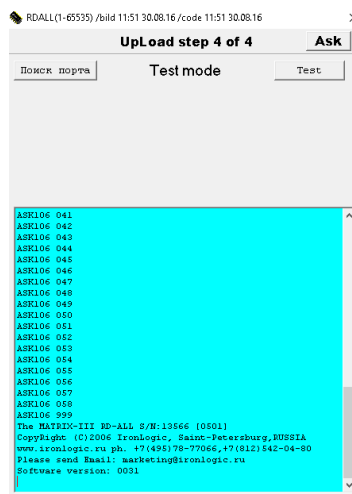 RDALL(1-65535) /bild 11:51 30.08.16 /code 11:51 30.08.16
UpLoad step 4 of 4
Ask
Поиск порта
Test mode
Test
ASK106 041
ASK106 042
ASK106 043
ASK106 044
ASK106 045
ASK106 046
ASK106 047
ASK106 048
ASK106 049
ASK106 050
ASK106 051
ASK106 052
ASK106 053
ASK106 054
ASK106 055
ASK106 056
ASK106 057
ASK106 058
ASK106 999
The MATRIX-III RD-ALL S/N:13566 [0501]
CopyRight (C)2006 IronLogic, Saint-Petersburg,RUSSIA
www.ironlogic.ru ph. +7(495)78-77066,+7(812)542-04-80
Please send Email: marketing@ironlogic.ru
Software version: 0031